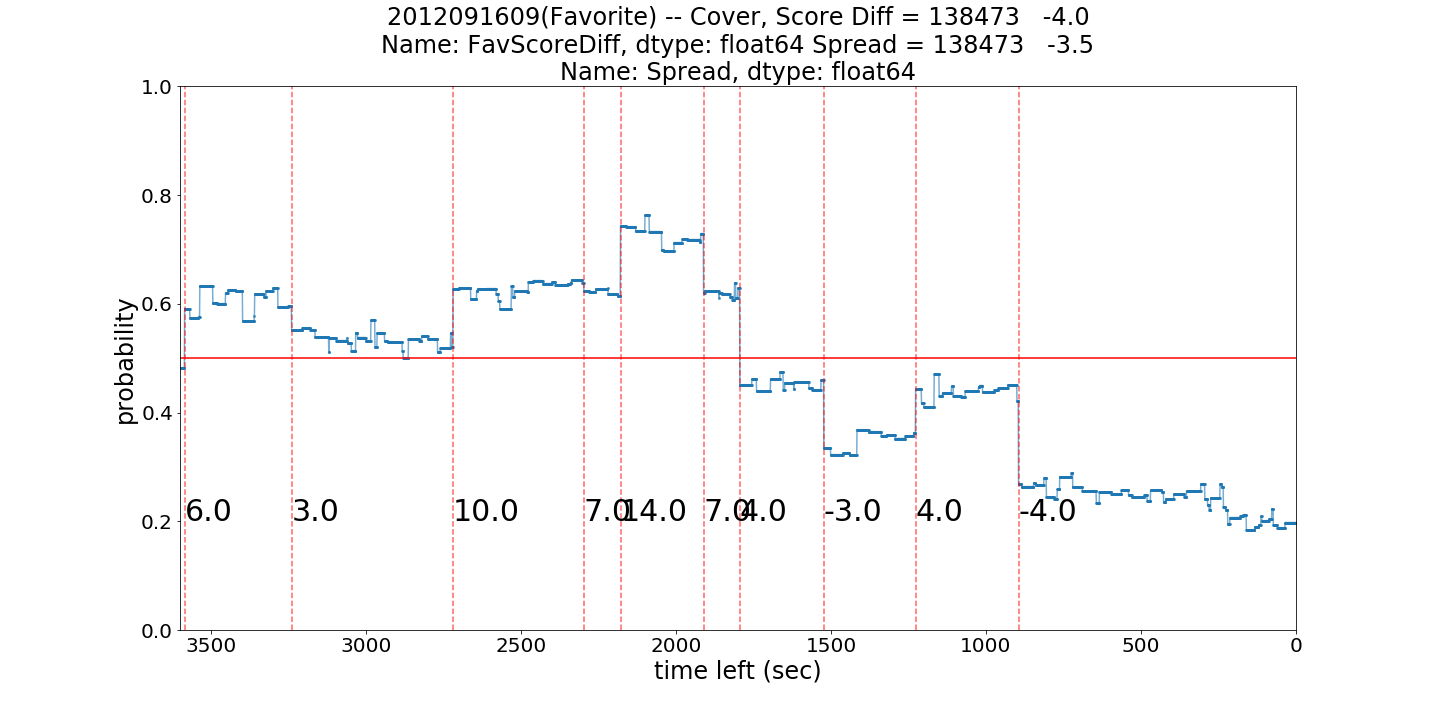 2012091609(Favorite) -- Cover, Score Diff = 138473   -4.0
Name: FavScoreDiff, dtype: float64 Spread = 138473   -3.5
Name: Spread, dtype: float64
1.0
0.8
0.6
0.4
0.2
0.0
probability
6.0 3.0 10.0 7.0 14.0 7.0 4.0 -3.0 4.0 -4.0
3500 3000 2500 2000 1500 1000 500 0
time left (sec)